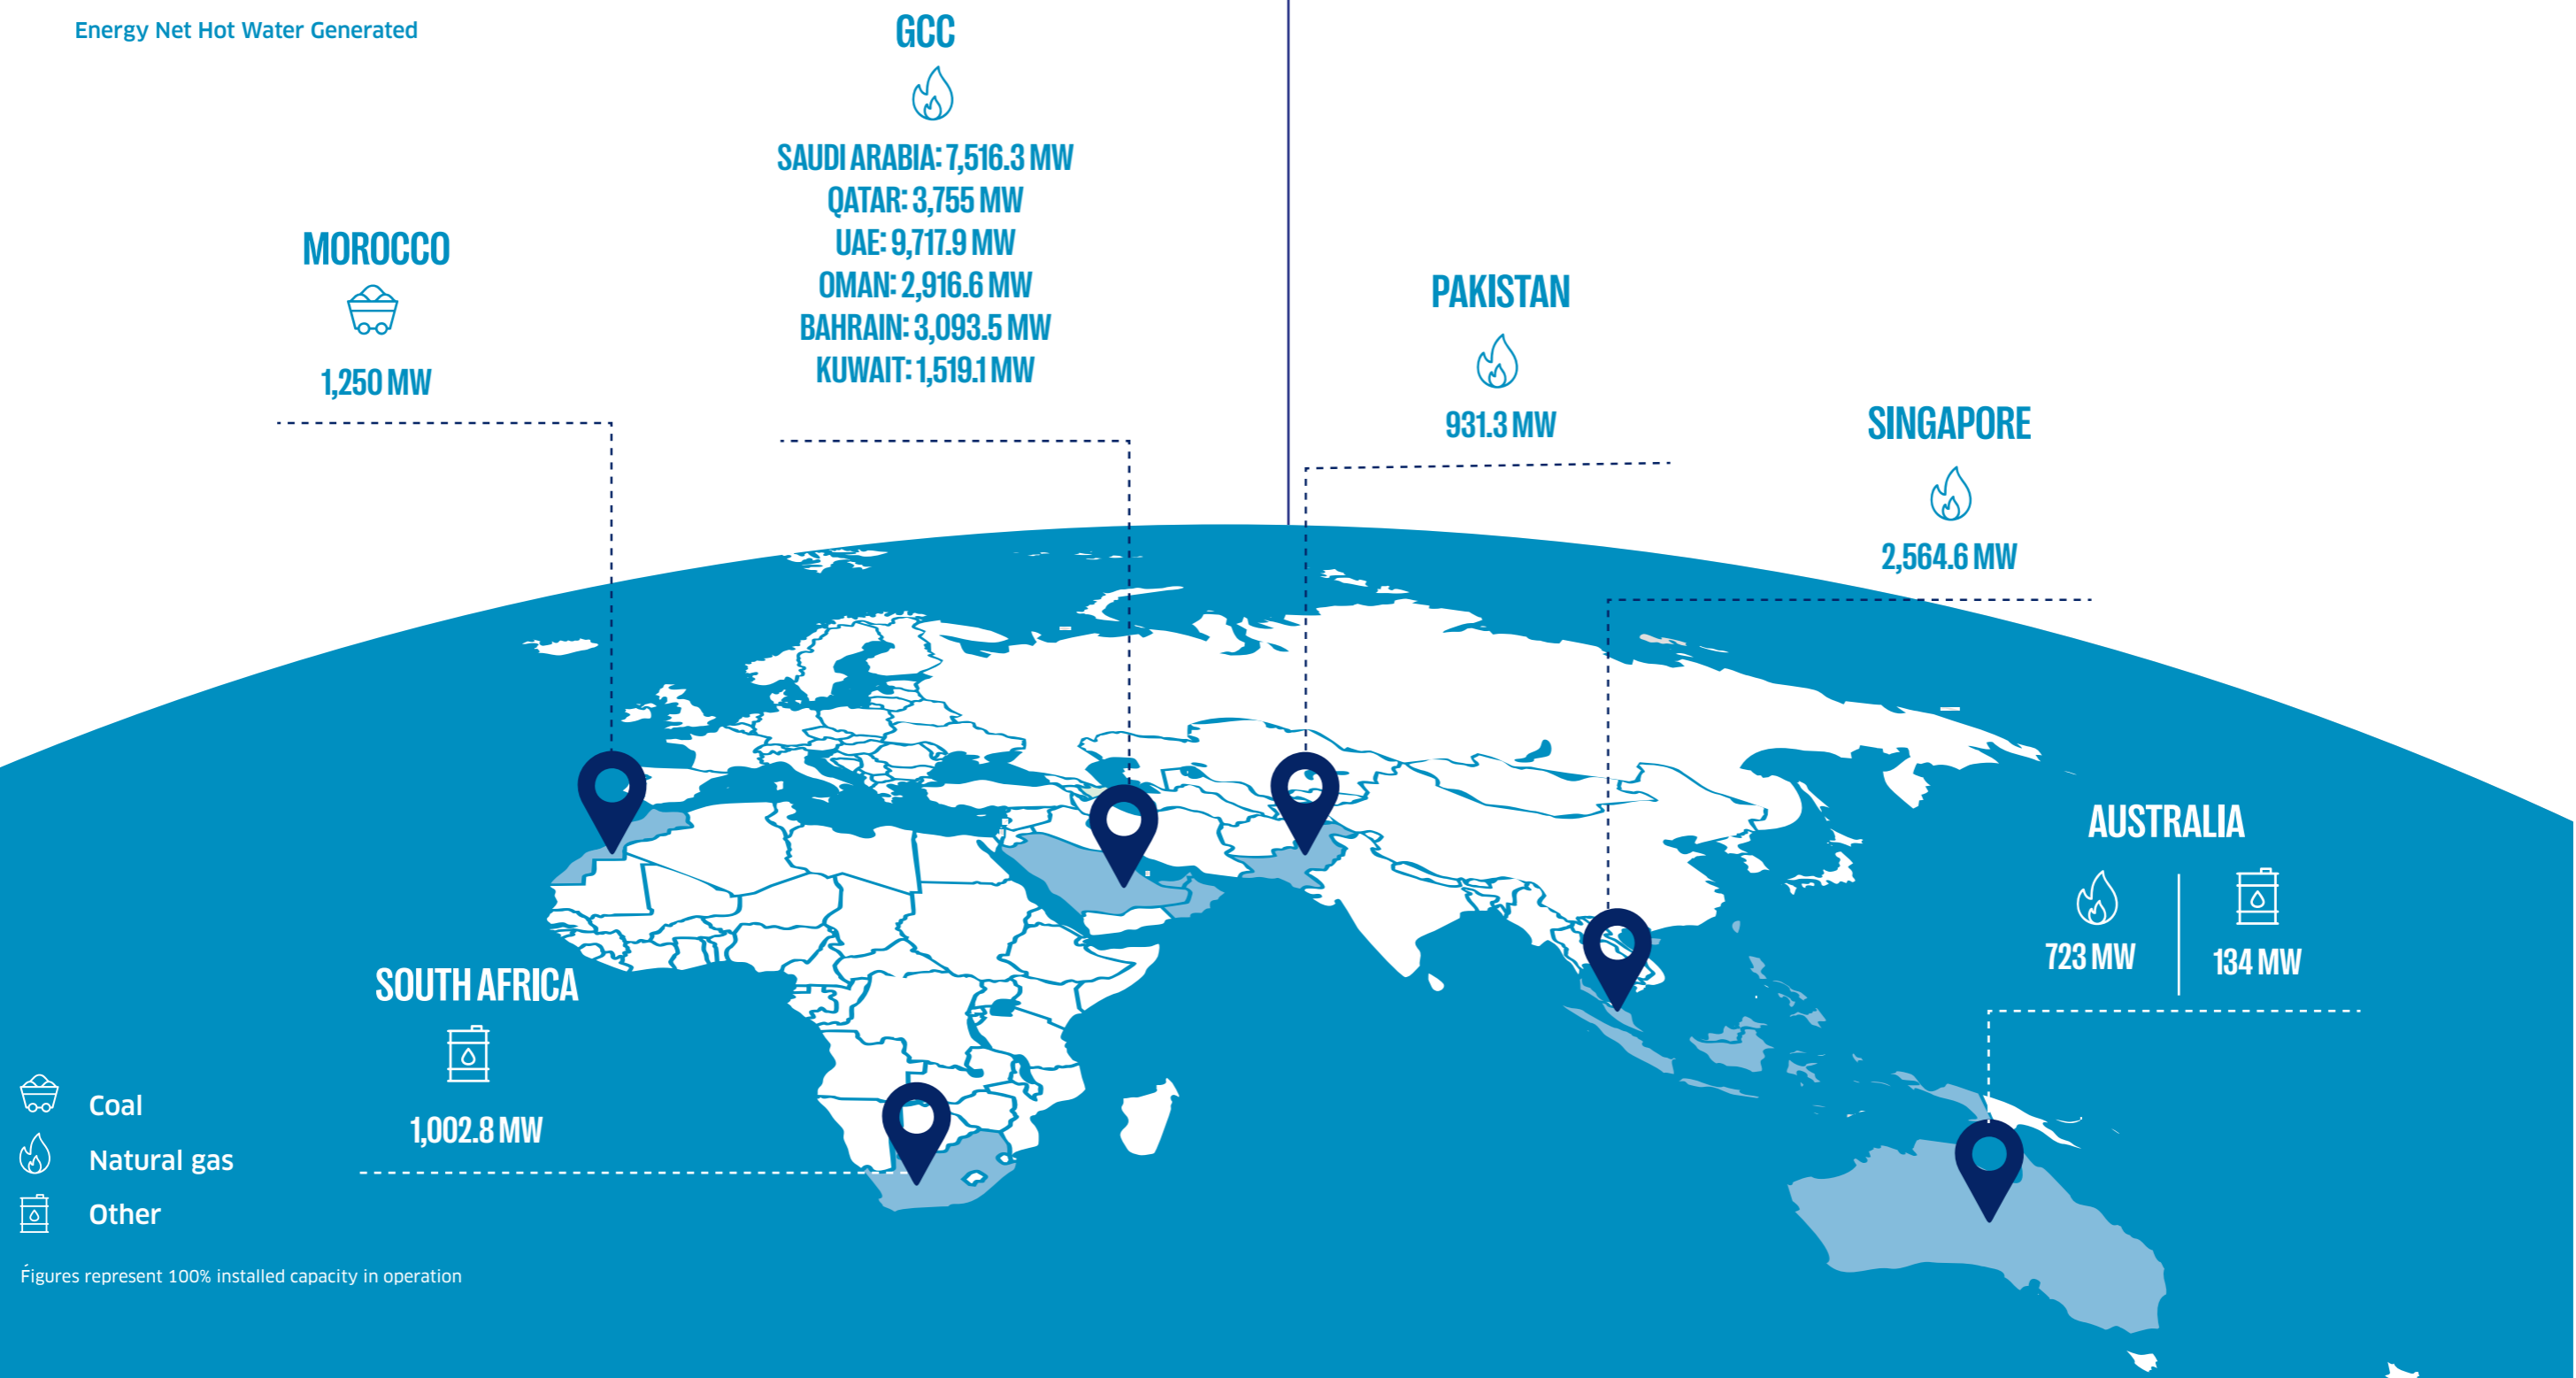 Energy Net Hot Water Generated
GCC
SAUDI ARABIA: 7,516.3 MW
QATAR: 3,755 MW
UAE: 9,717.9 MW
OMAN: 2,916.6 MW
BAHRAIN: 3,093.5 MW
KUWAIT: 1,519.1 MW
MOROCCO
1,250 MW
PAKISTAN
931.3 MW
SINGAPORE
2,564.6 MW
AUSTRALIA
723 MW
134 MW
SOUTH AFRICA
1,002.8 MW
Coal
Natural gas
Other
Figures represent 100% installed capacity in operation